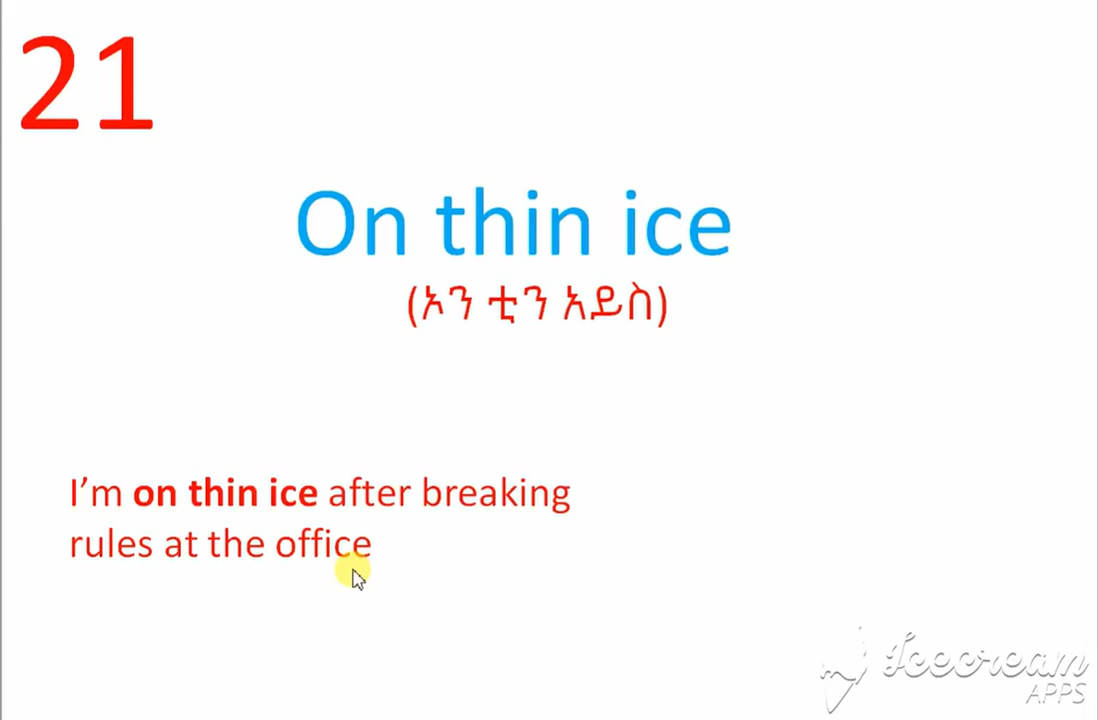 21
On thin ice
(ኦን ቲን አይስ)
I’m on thin ice after breaking
rules at the office
Icecream
APPS